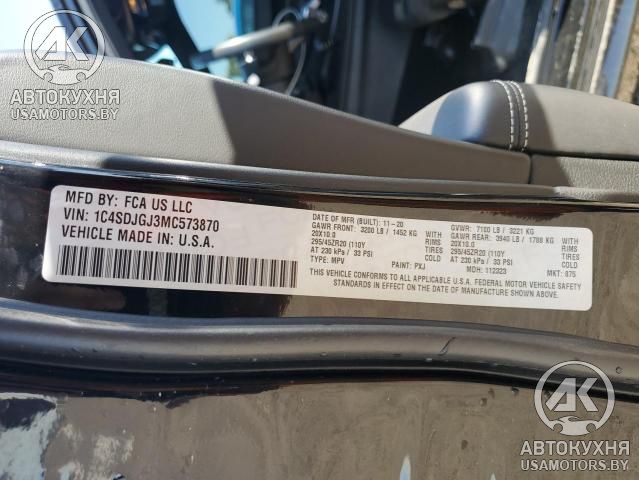 АВТОКУХНЯ
USAMOTORS.BY
АВТОКУХНЯ
USAMOTORS.BY
MFD BY: FCA US LLC
VIN: 1C4SDJGJ3MC573870
VEHICLE MADE IN U.S.A.
DATE OF MFR (BUILT): 11-20 GVWR: 7100 LB / 3221 KG
GAWR FRONT: 3200 LB / 1452 KG WITH GAWR REAR: 3940 LB / 1788 KG WITH
20X10.0 RIMS 20X10.0 RIMS
295/45ZR20 (110Y TIRES 295/45ZR20 (110Y TIRES
AT 230 kPa / 33 PSI COLD AT 230 kPa / 33 PSI COLD
TYPE: MPV PAINT: PXJ MDH: 112323 MKT: 875
THIS VEHICLE CONFORMS TO ALL APPLICABLE U.S.A. FEDERAL MOTOR VEHICLE SAFETY
STANDARDS IN EFFECT ON THE DATE OF MANUFACTURE SHOWN ABOVE.
АВТОКУХНЯ
USAMOTORS.BY